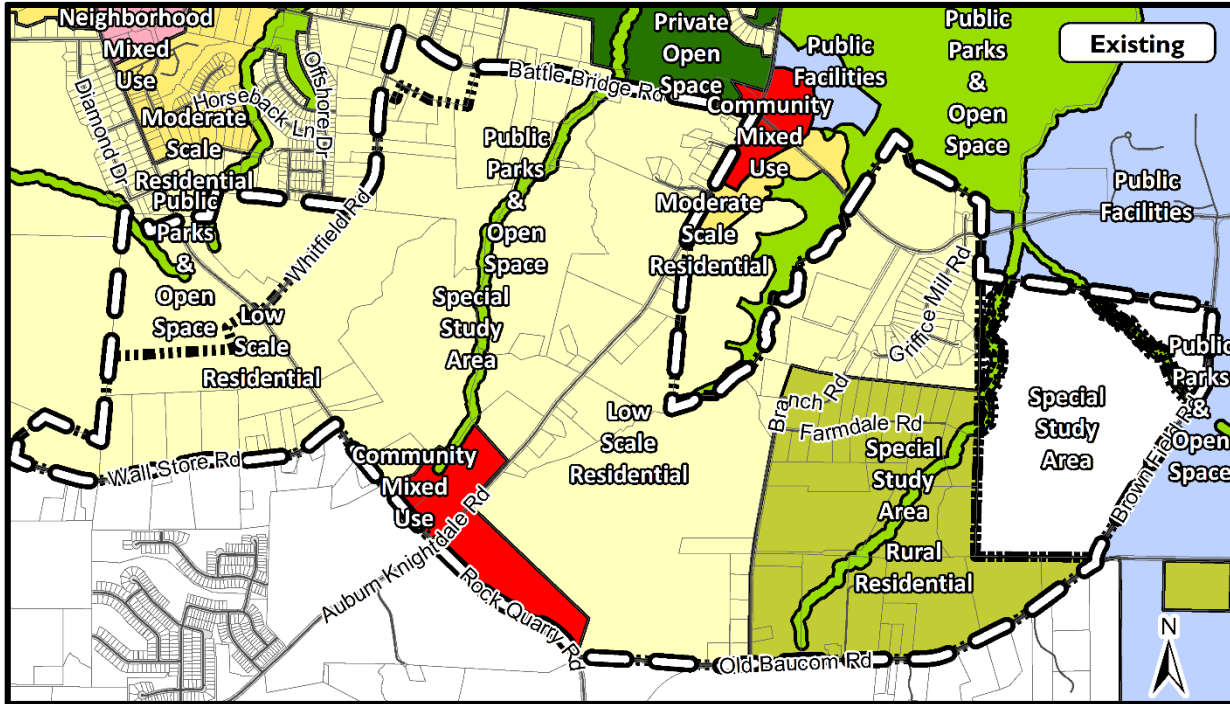 Neighborhood
Mixed
Use
Private
Open
Space
Public
Facilities
Public
Parks
&
Open
Space
Existing
Offshore Dr
Diamond Dr
Horseback Ln
Moderate
Scale
Residential
Battle Bridge Rd
Community
Mixed
Use
Public
Parks
&
Open
Space
Public
Facilities
Public
Parks
&
Open
Space
Whitfield Rd
Moderate
Scale
Residential
Griffice Mill Rd
Special
Study
Area
Low
Scale
Residential
Public
Parks
&
Open
Space
Branch Rd
Farmdale Rd
Low
Scale
Residential
Special
Study
Area
Special
Study
Area
Brown Field R
Wall Store Rd
Community
Mixed
Use
Rural
Residential
Auburn Knightdale Rd
Rock Quarry Rd
Old Baucom Rd
N